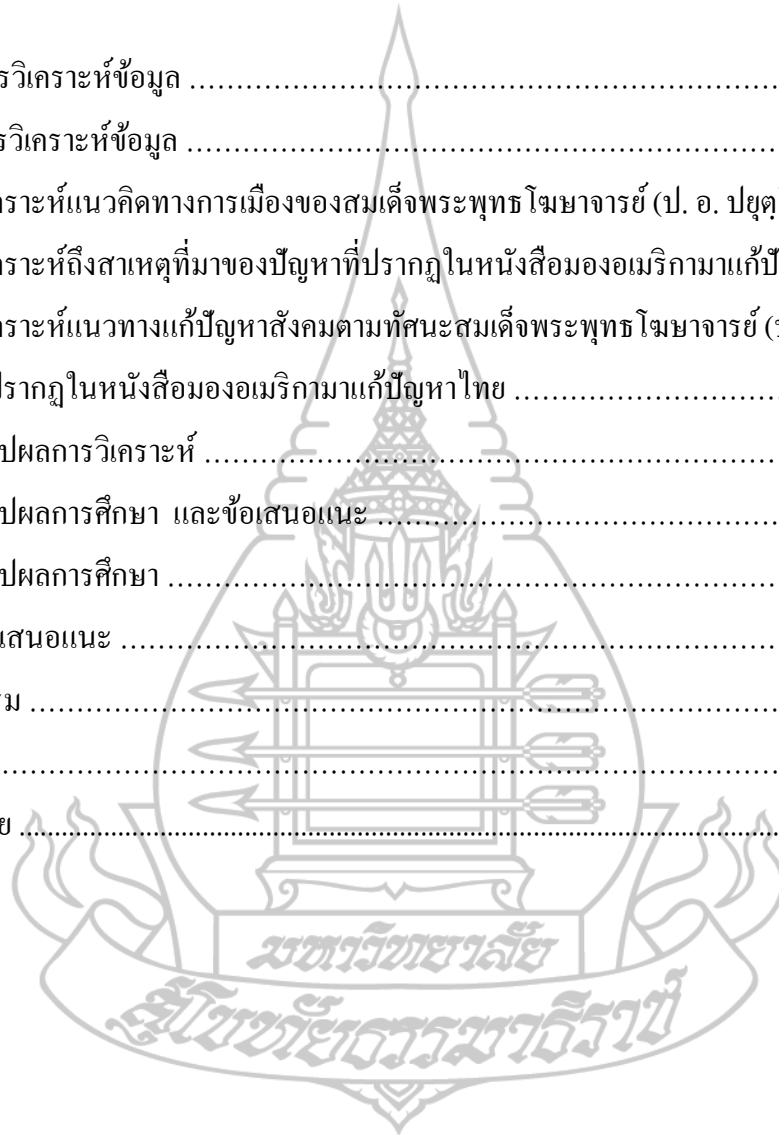 รวิเคราะห์ข้อมูล ................................................................
รวิเคราะห์ข้อมูล ................................................................
คราะห์แนวคิดทางการเมืองของสมเด็จพระพุทธโฆษาจารย์ (ป. อ. ปยุตฺ
คราะห์ถึงสาเหตุที่มาของปัญหาที่ปรากฏในหนังสือมองอเมริกามาแก้ปั
คราะห์แนวทางแก้ปัญหาสังคมตามทัศนะสมเด็จพระพุทธโฆษาจารย์ (
ปรากฏในหนังสือมองอเมริกามาแก้ปัญหาไทย ..............................
ปผลการวิเคราะห์ ................................................................
ปผลการศึกษา และข้อเสนอแนะ ..............................................
ปผลการศึกษา ................................................................
เสนอแนะ ................................................................
รม ................................................................
................................................................
ย ................................................................
มหาวิทยาลัย
สุโขทัยธรรมาธิราช